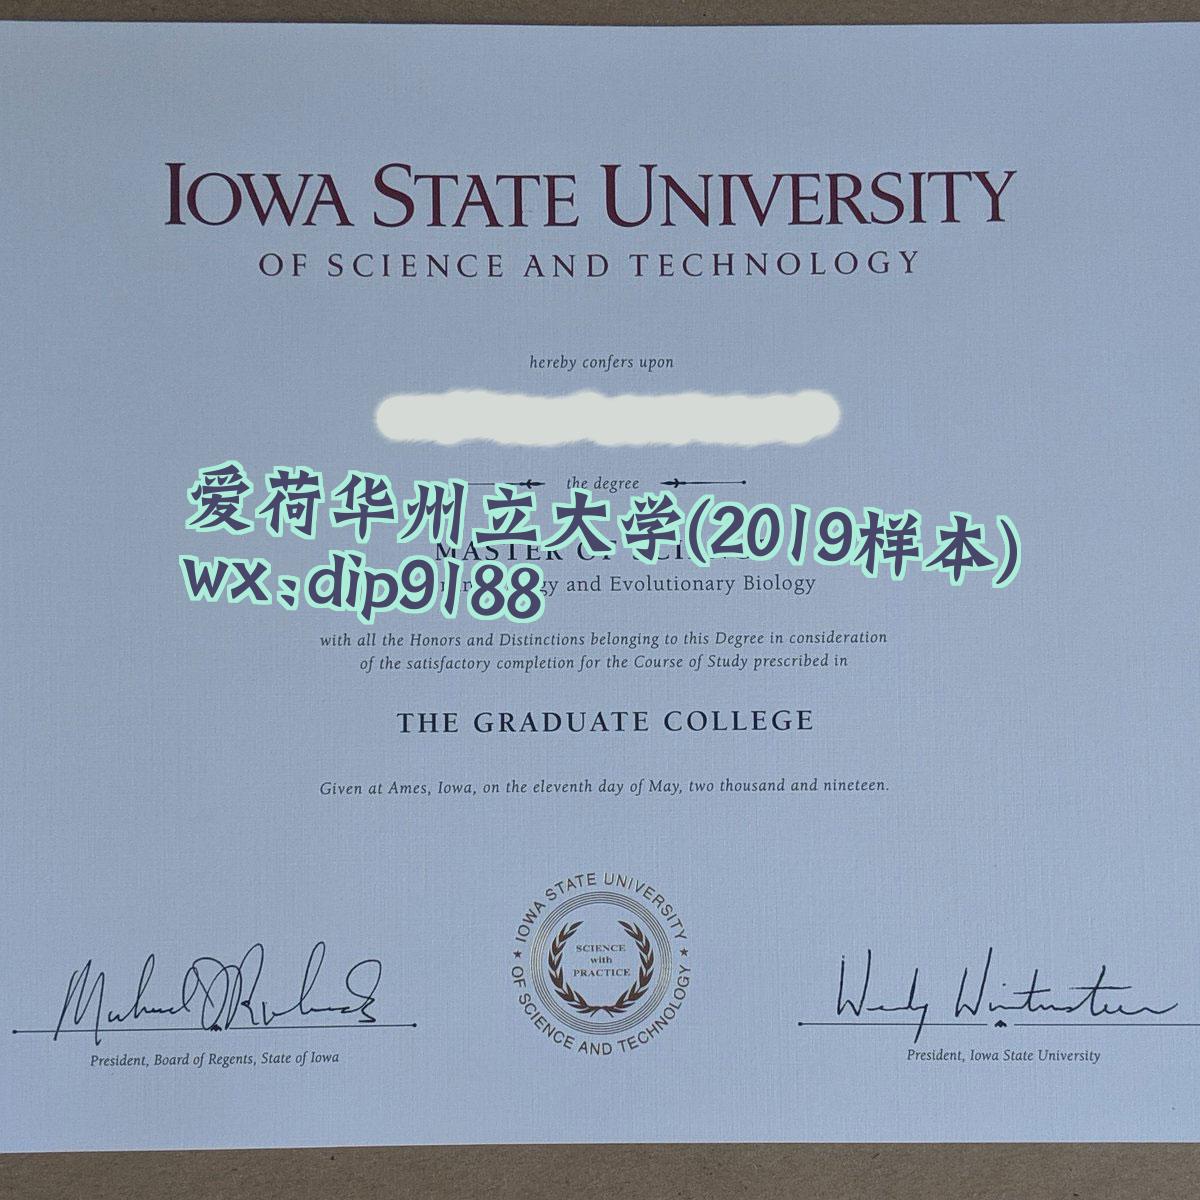 IOWA STATE UNIVERSITY
OF SCIENCE AND TECHNOLOGY
hereby confers upon
the degree
爱荷华州立大学(2019样本)
MASTER OF
wx:dip9188
and Evolutionary Biology
with all the Honors and Distinctions belonging to this Degree in consideration
of the satisfactory completion for the Course of Study prescribed in
THE GRADUATE COLLEGE
Given at Ames, Iowa, on the eleventh day of May, two thousand and nineteen.
IOWA STATE UNIVERSITY
OF SCIENCE AND TECHNOLOGY
SCIENCE
with
PRACTICE
President, Board of Regents, State of Iowa
Wendy Wintersteen
President, Iowa State University